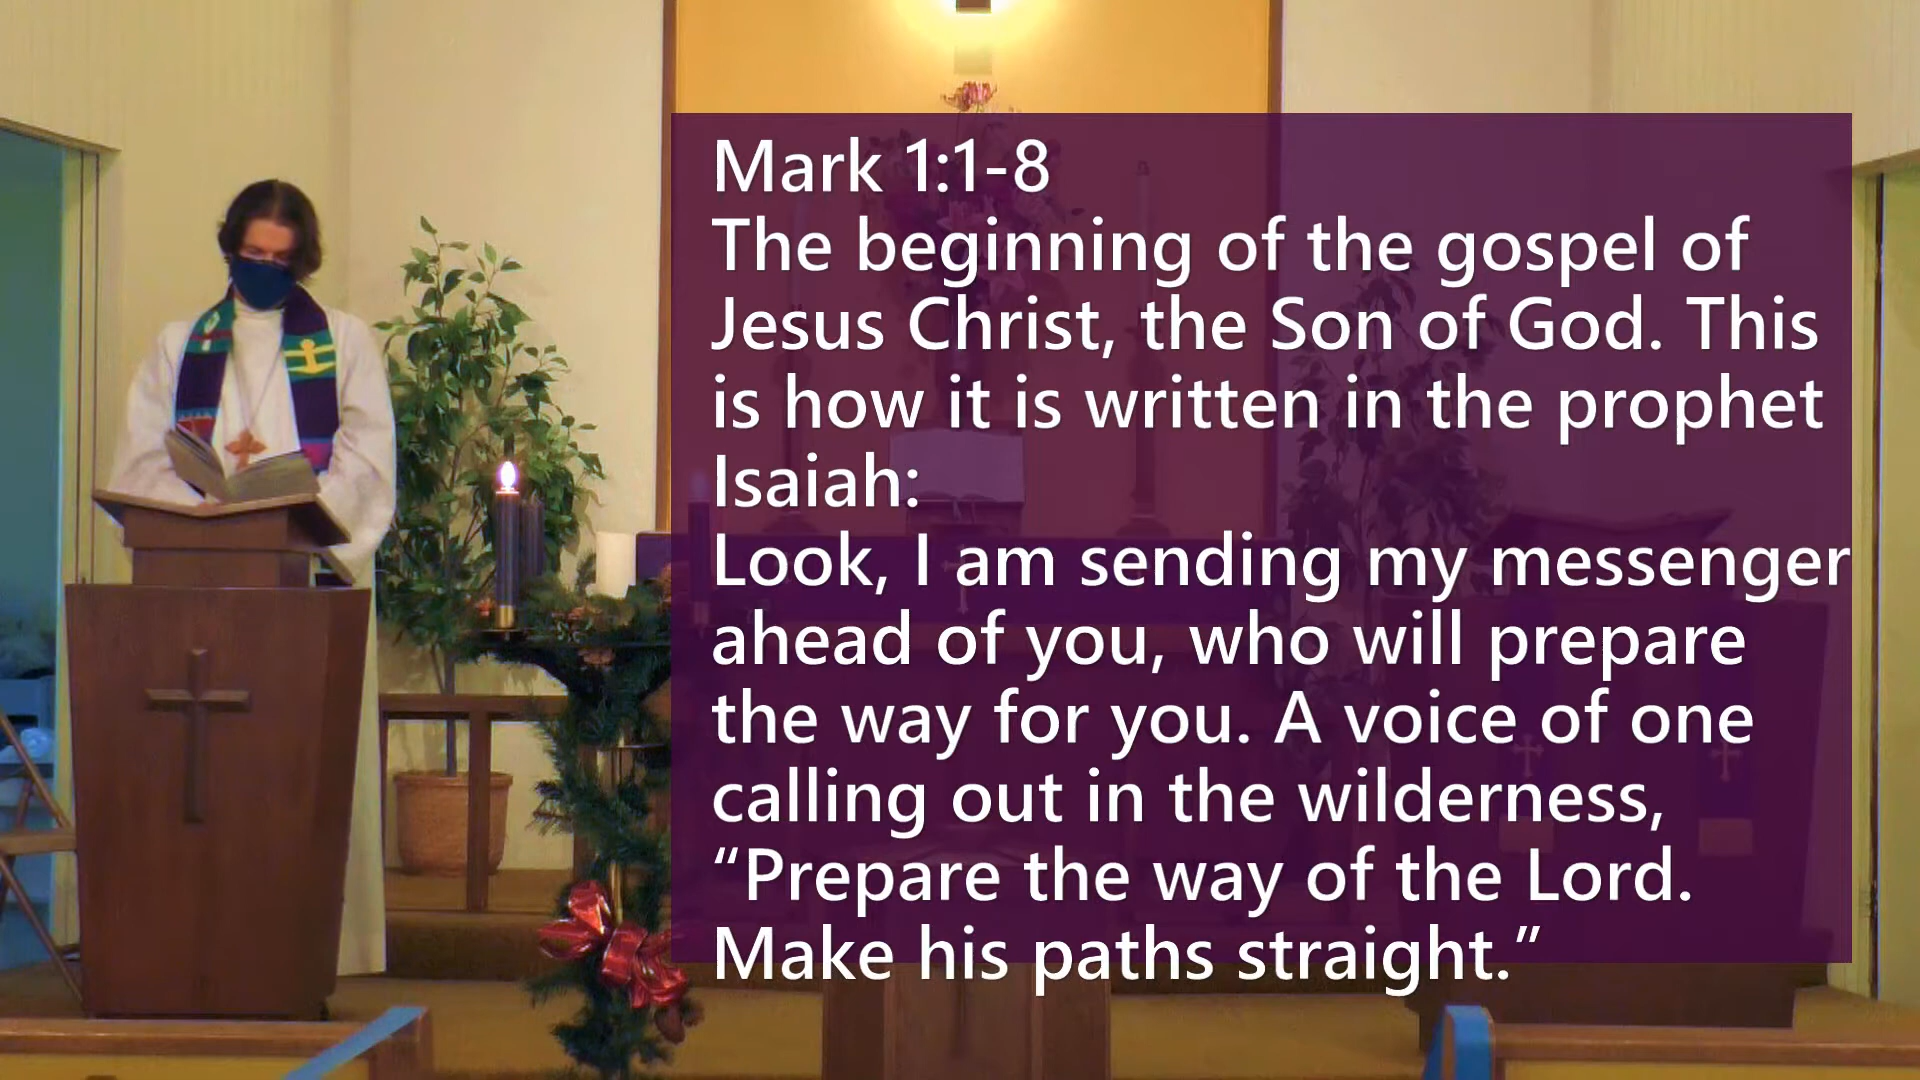 Mark 1:1-8
The beginning of the gospel of
Jesus Christ, the Son of God. This
is how it is written in the prophet
Isaiah:
Look, I am sending my messenger
ahead of you, who will prepare
the way for you. A voice of one
calling out in the wilderness,
“Prepare the way of the Lord.
Make his paths straight.”